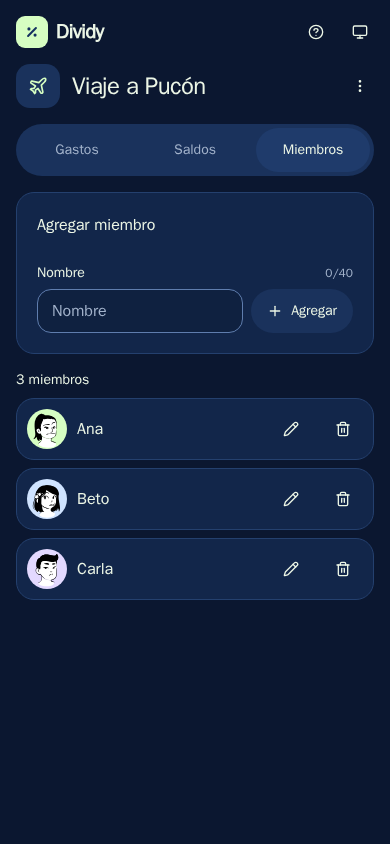 Dividy
Viaje a Pucón
Gastos Saldos Miembros
Agregar miembro
Nombre 0/40
Nombre + Agregar
3 miembros
Ana
Beto
Carla